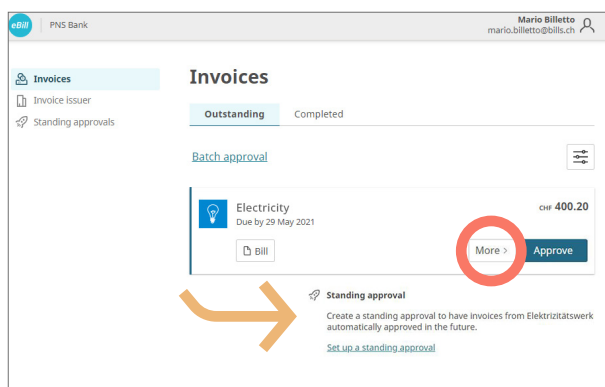 eBill PNS Bank
Mario Billetto
mario.billetto@bills.ch
Invoices
Invoice issuer
Standing approvals
Invoices
Outstanding Completed
Batch approval
Electricity
CHF 400.20
Due by 29 May 2021
Bill
More >
Approve
Standing approval
Create a standing approval to have invoices from Elektrizitätswerk
automatically approved in the future.
Set up a standing approval